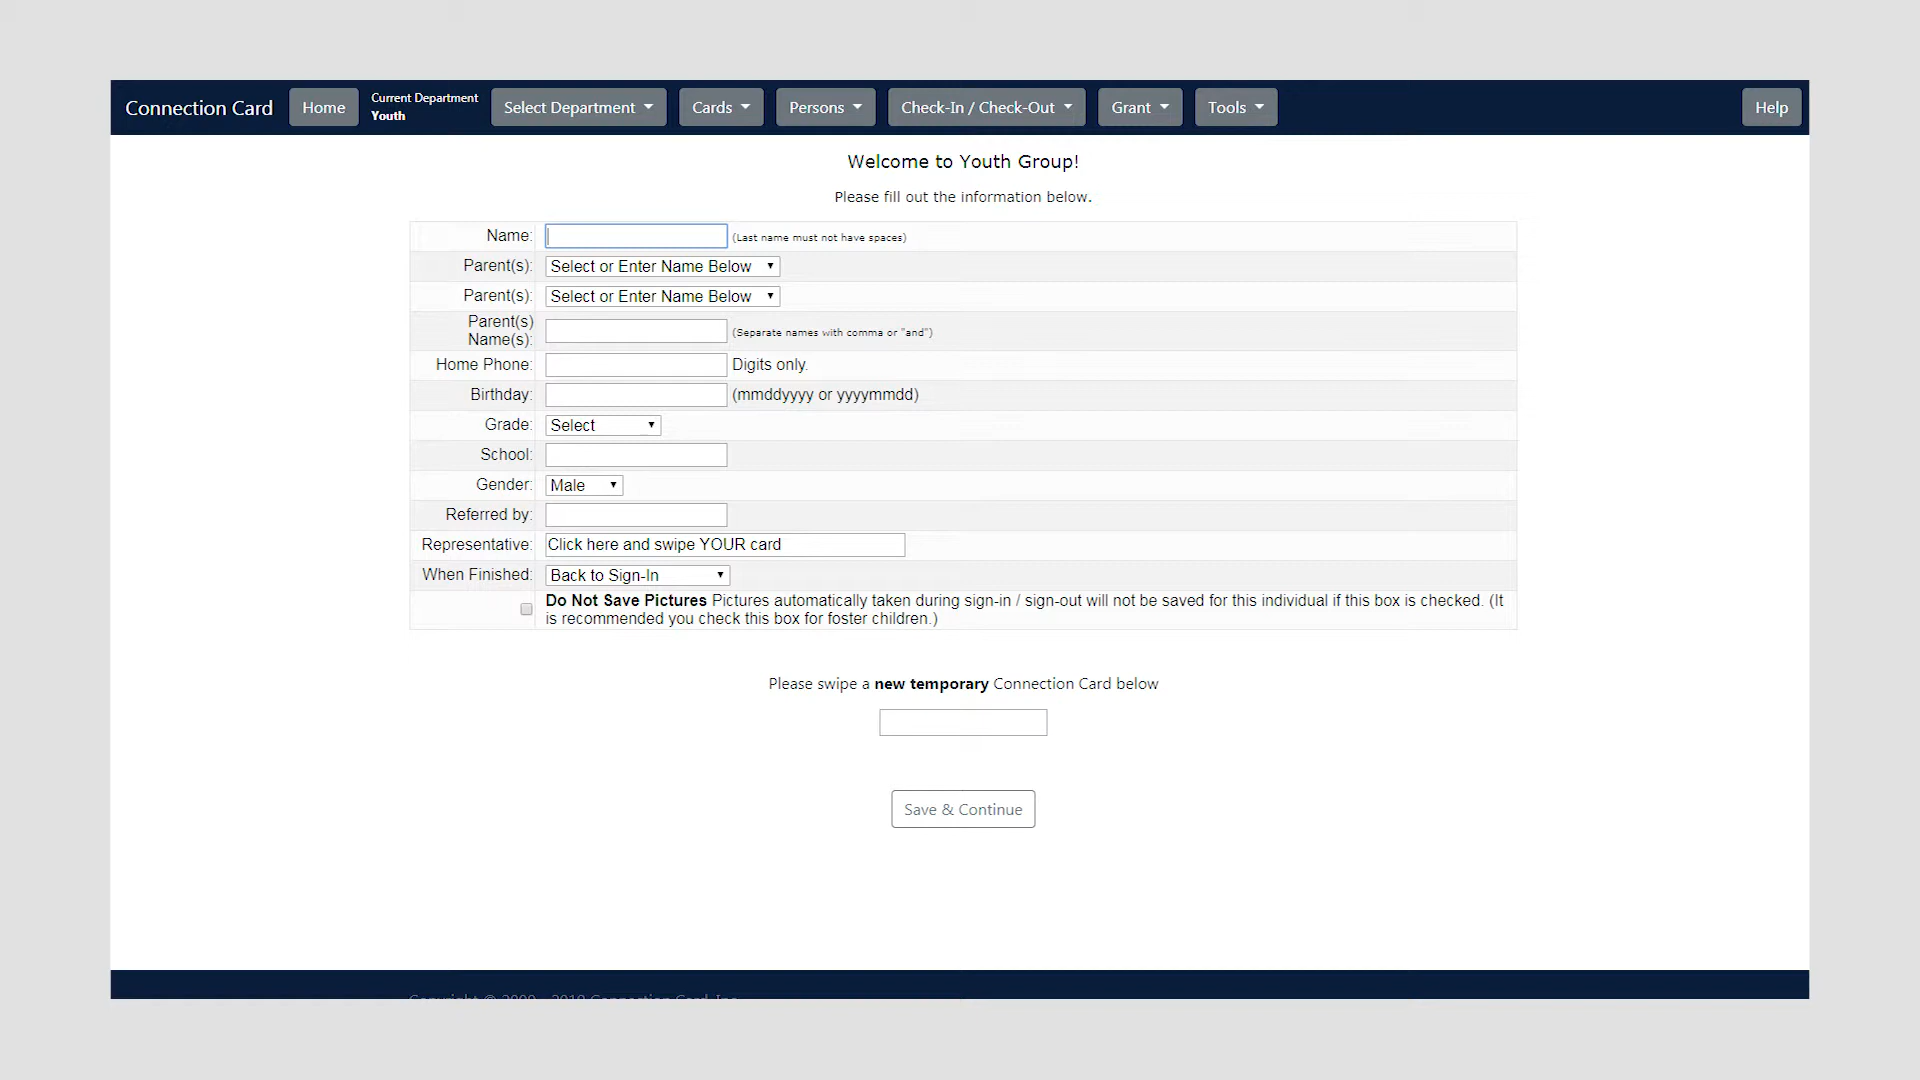 Connection Card
Home
Current Department
Youth
Select Department
Cards
Persons
Check-In / Check-Out
Grant
Tools
Help
Welcome to Youth Group!
Please fill out the information below.
Name:
(Last name must not have spaces)
Parent(s):
Select or Enter Name Below
Parent(s):
Select or Enter Name Below
Parent(s)
Name(s):
(Separate names with comma or "and")
Home Phone:
Digits only.
Birthday:
(mmddyyyy or yyyymmdd)
Grade:
Select
School:
Gender:
Male
Referred by:
Representative:
Click here and swipe YOUR card
When Finished:
Back to Sign-In
Do Not Save Pictures Pictures automatically taken during sign-in / sign-out will not be saved for this individual if this box is checked. (It
is recommended you check this box for foster children.)
Please swipe a new temporary Connection Card below
Save & Continue